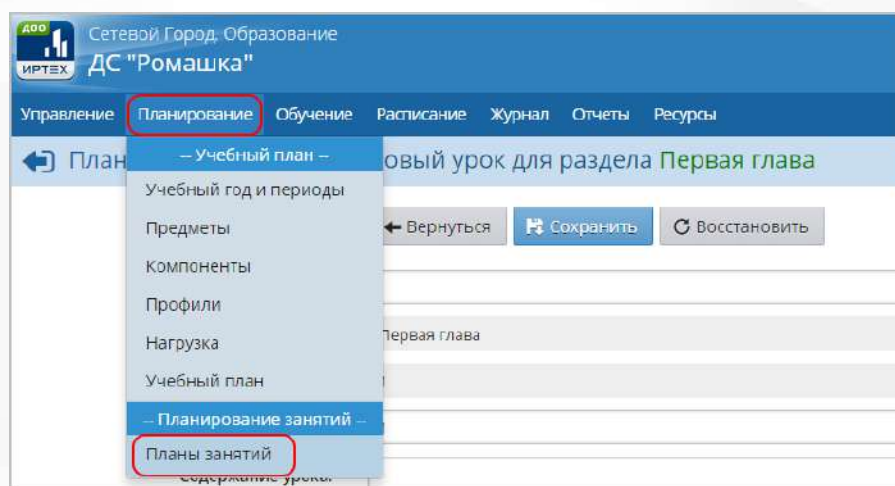 ДОО
ИРТЕХ
Сетевой Город. Образование
ДС "Ромашка"
Управление Планирование Обучение Расписание Журнал Отчеты Ресурсы
План
овый урок для раздела Первая глава
-- Учебный план --
Учебный год и периоды
Предметы
Вернуться Сохранить Восстановить
Компоненты
Профили
Нагрузка
Первая глава
Учебный план
-- Планирование занятий --
Планы занятий
Содержание урока: